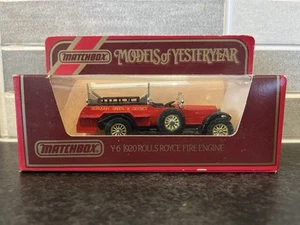 MATCHBOX
MODELS of YESTERYEAR
MATCHBOX
Y-6 1920 ROLLS ROYCE FIRE ENGINE